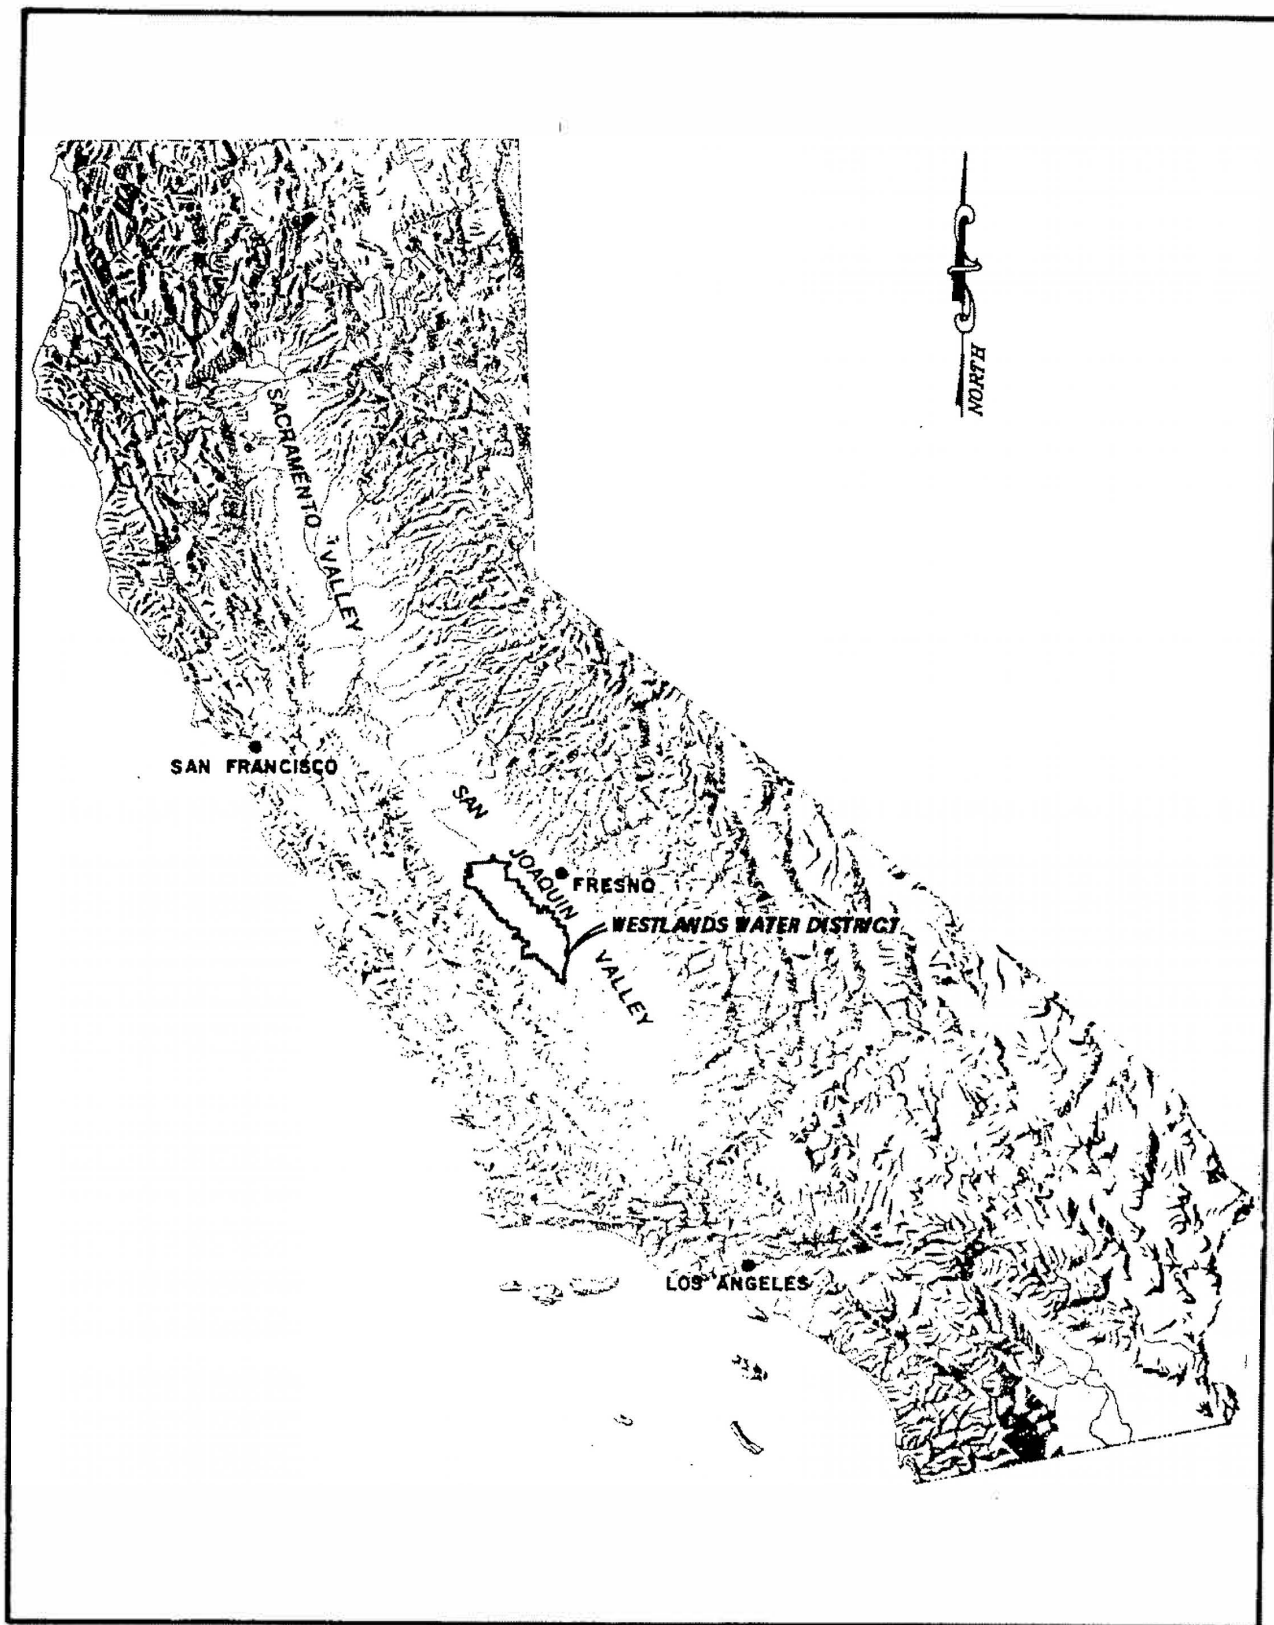 NORTH
SACRAMENTO VALLEY
SAN FRANCISCO
SAN JOAQUIN VALLEY
FRESNO
WESTLANDS WATER DISTRICT
LOS ANGELES